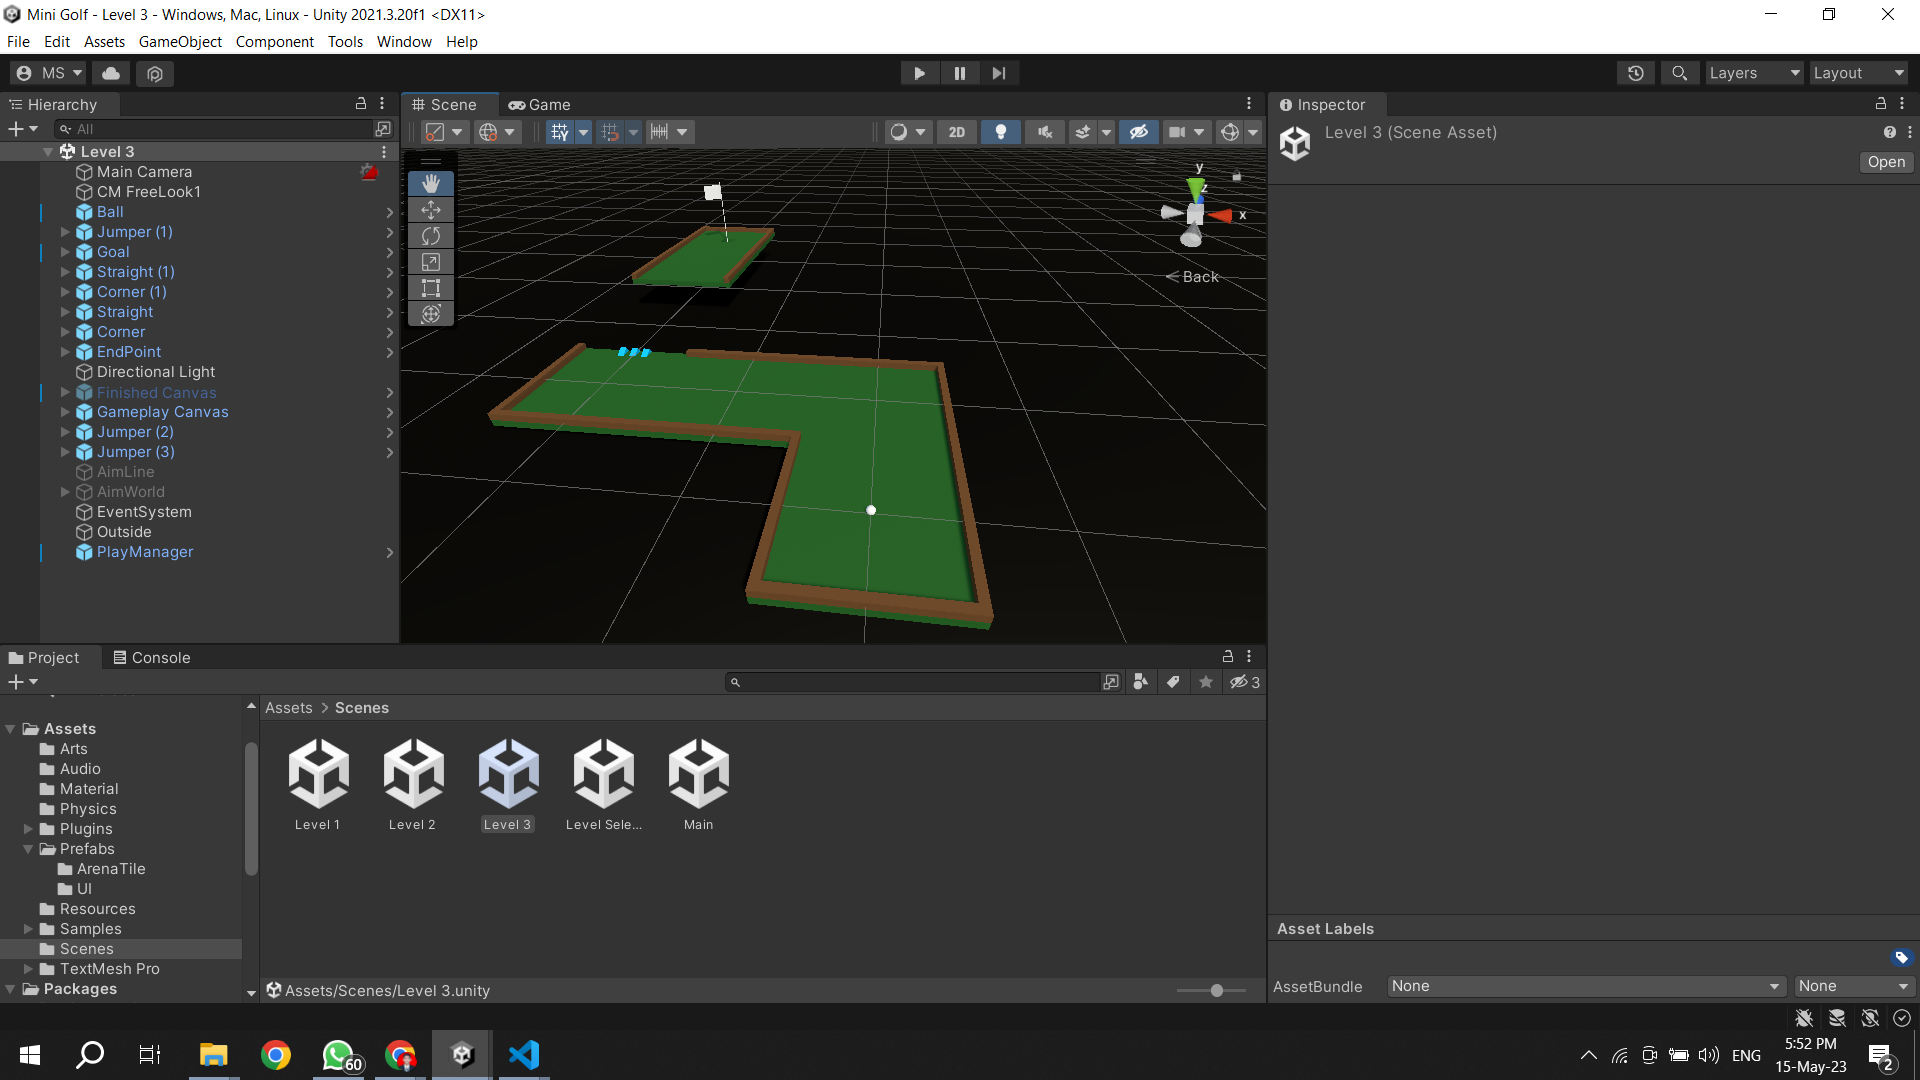 Mini Golf - Level 3 - Windows, Mac, Linux - Unity 2021.3.20f1 <DX11>
File Edit Assets GameObject Component Tools Window Help
MS
Layers
Layout
Hierarchy
All
Level 3
Main Camera
CM FreeLook1
Ball
Jumper (1)
Goal
Straight (1)
Corner (1)
Straight
Corner
EndPoint
Directional Light
Finished Canvas
Gameplay Canvas
Jumper (2)
Jumper (3)
AimLine
AimWorld
EventSystem
Outside
PlayManager
Scene
Game
2D
y
z
x
Back
Inspector
Level 3 (Scene Asset)
Open
Project
Console
3
Assets
Arts
Audio
Material
Physics
Plugins
Prefabs
ArenaTile
UI
Resources
Samples
Scenes
TextMesh Pro
Packages
Assets > Scenes
Level 1
Level 2
Level 3
Level Sele...
Main
Assets/Scenes/Level 3.unity
Asset Labels
AssetBundle
None
None
60
ENG
5:52 PM
15-May-23
2